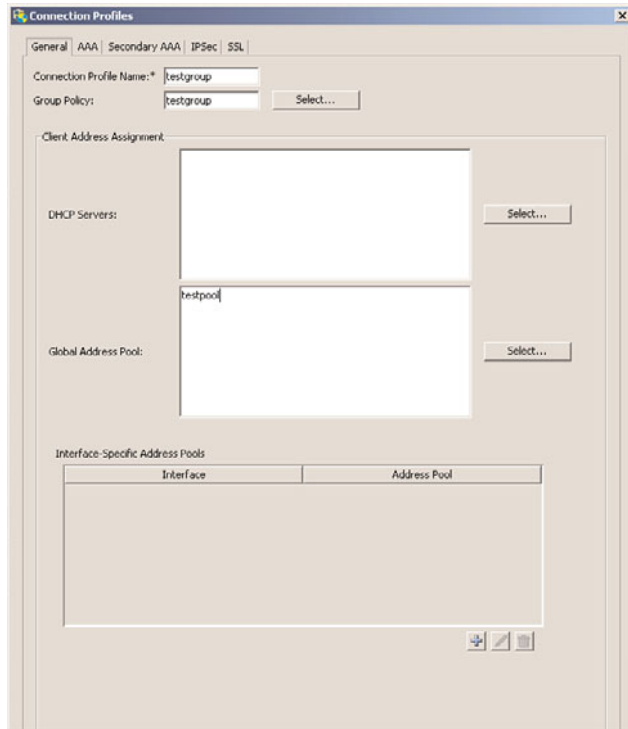 Connection Profiles
General AAA Secondary AAA IPSec SSL
Connection Profile Name:* testgroup
Group Policy: testgroup Select...
Client Address Assignment
DHCP Servers: Select...
testpool
Global Address Pool: Select...
Interface-Specific Address Pools
Interface Address Pool